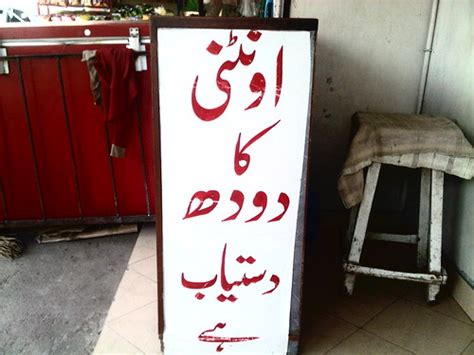 اونٹنی
کا
دودھ
دستیاب
ہے